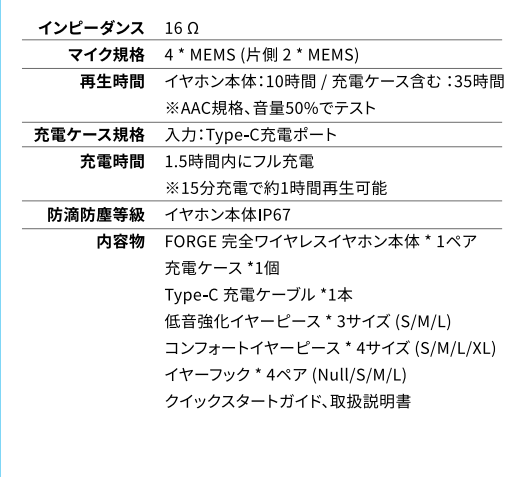 インピーダンス 16 Ω
マイク規格 4 * MEMS (片側 2 * MEMS)
再生時間 イヤホン本体：10時間 / 充電ケース含む：35時間
※AAC規格、音量50%でテスト
充電ケース規格 入力：Type-C充電ポート
充電時間 1.5時間内にフル充電
※15分充電で約1時間再生可能
防滴防塵等級 イヤホン本体IP67
内容物 FORGE 完全ワイヤレスイヤホン本体 * 1ペア
充電ケース *1個
Type-C 充電ケーブル *1本
低音強化イヤーピース * 3サイズ (S/M/L)
コンフォートイヤーピース * 4サイズ (S/M/L/XL)
イヤーフック * 4ペア (Null/S/M/L)
クイックスタートガイド、取扱説明書